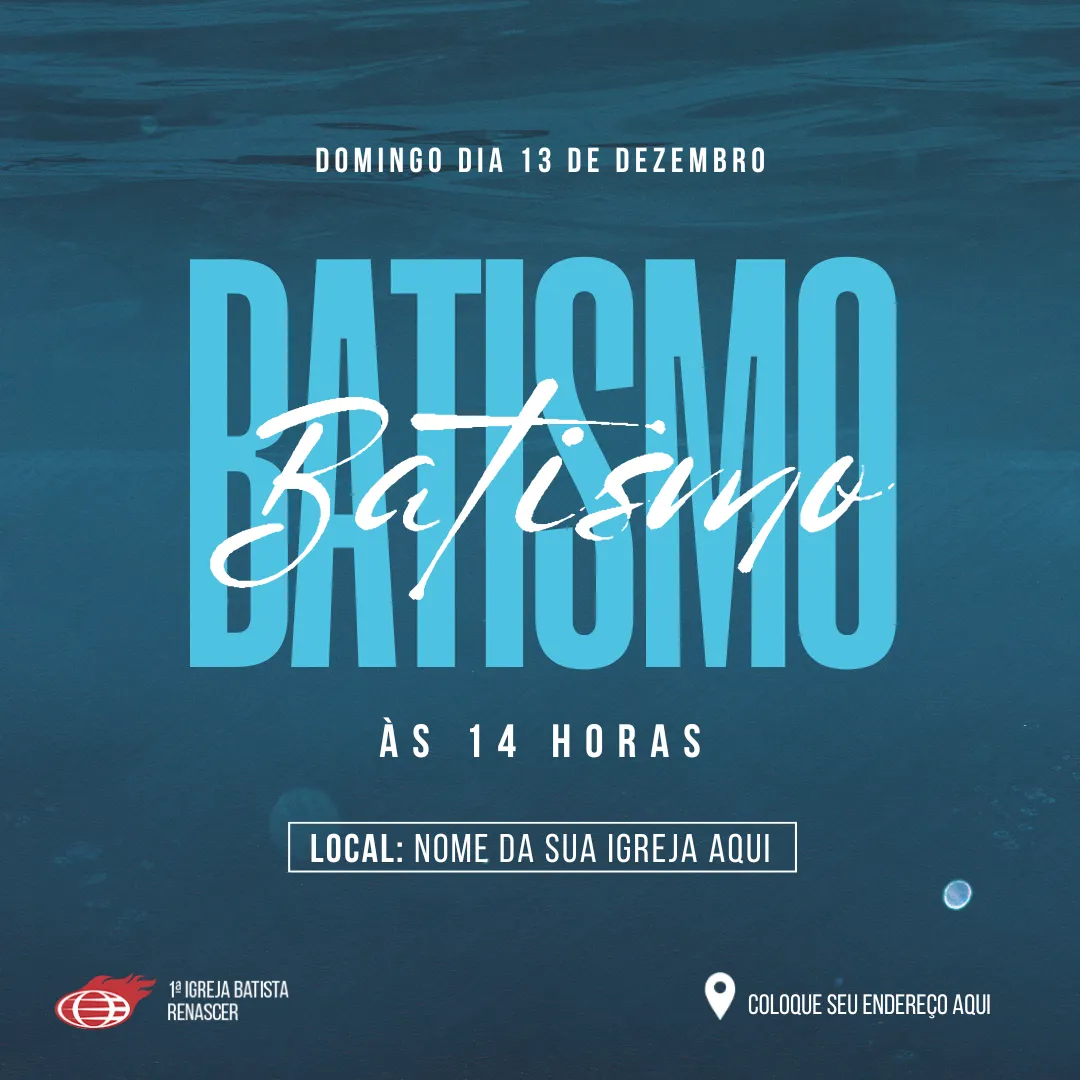 DOMINGO DIA 13 DE DEZEMBRO
BATISMO
Batismo
ÀS 14 HORAS
LOCAL: NOME DA SUA IGREJA AQUI
1ª IGREJA BATISTA
RENASCER
COLOQUE SEU ENDEREÇO AQUI